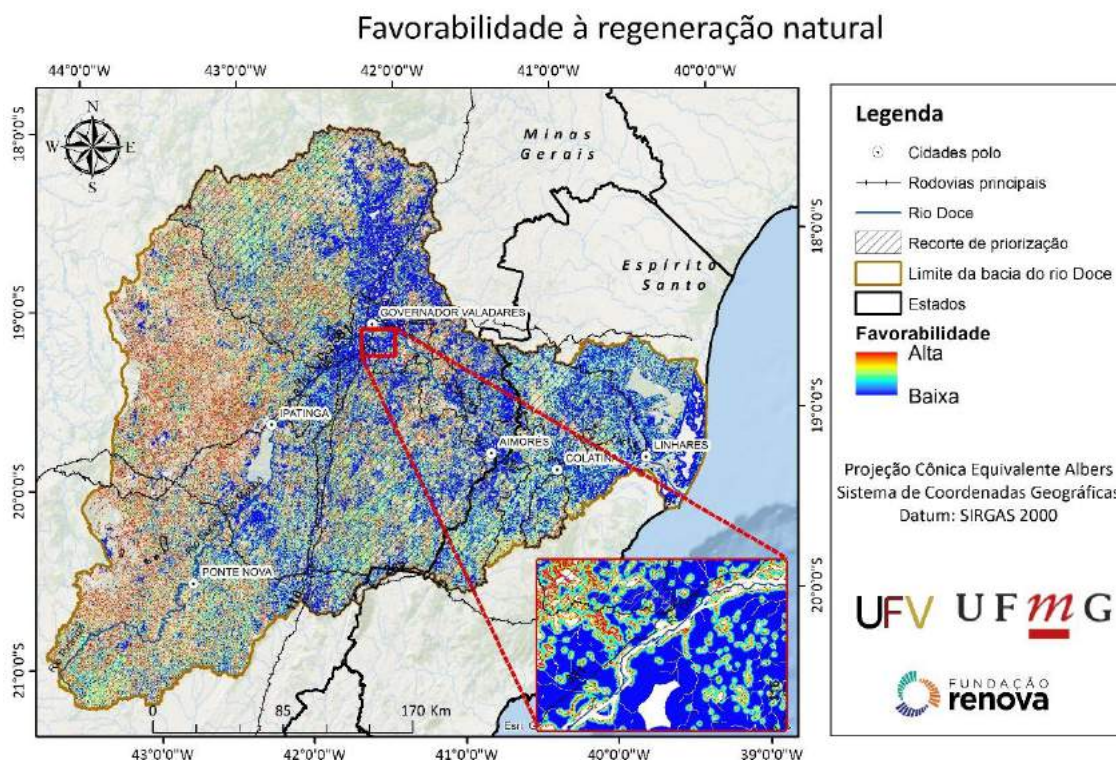 Favorabilidade à regeneração natural
44°0'0"W
43°0'0"W
42°0'0"W
41°0'0"W
40°0'0"W
N
W
E
S
18°0'0"S
19°0'0"S
20°0'0"S
21°0'0"S
Minas
Gerais
Espírito
Santo
GOVERNADOR VALADARES
IPATINGA
AIMORÉS
COLATIN
LINHARES
PONTE NOVA
18°0'0"S
19°0'0"S
20°0'0"S
0
85
170 Km
Esri
43°0'0"W
42°0'0"W
41°0'0"W
40°0'0"W
39°0'0"W
Legenda
Cidades polo
Rodovias principais
Rio Doce
Recorte de priorização
Limite da bacia do rio Doce
Estados
Favorabilidade
Alta
Baixa
Projeção Cônica Equivalente Albers
Sistema de Coordenadas Geográficas
Datum: SIRGAS 2000
UFV
UFmG
FUNDAÇÃO
renova